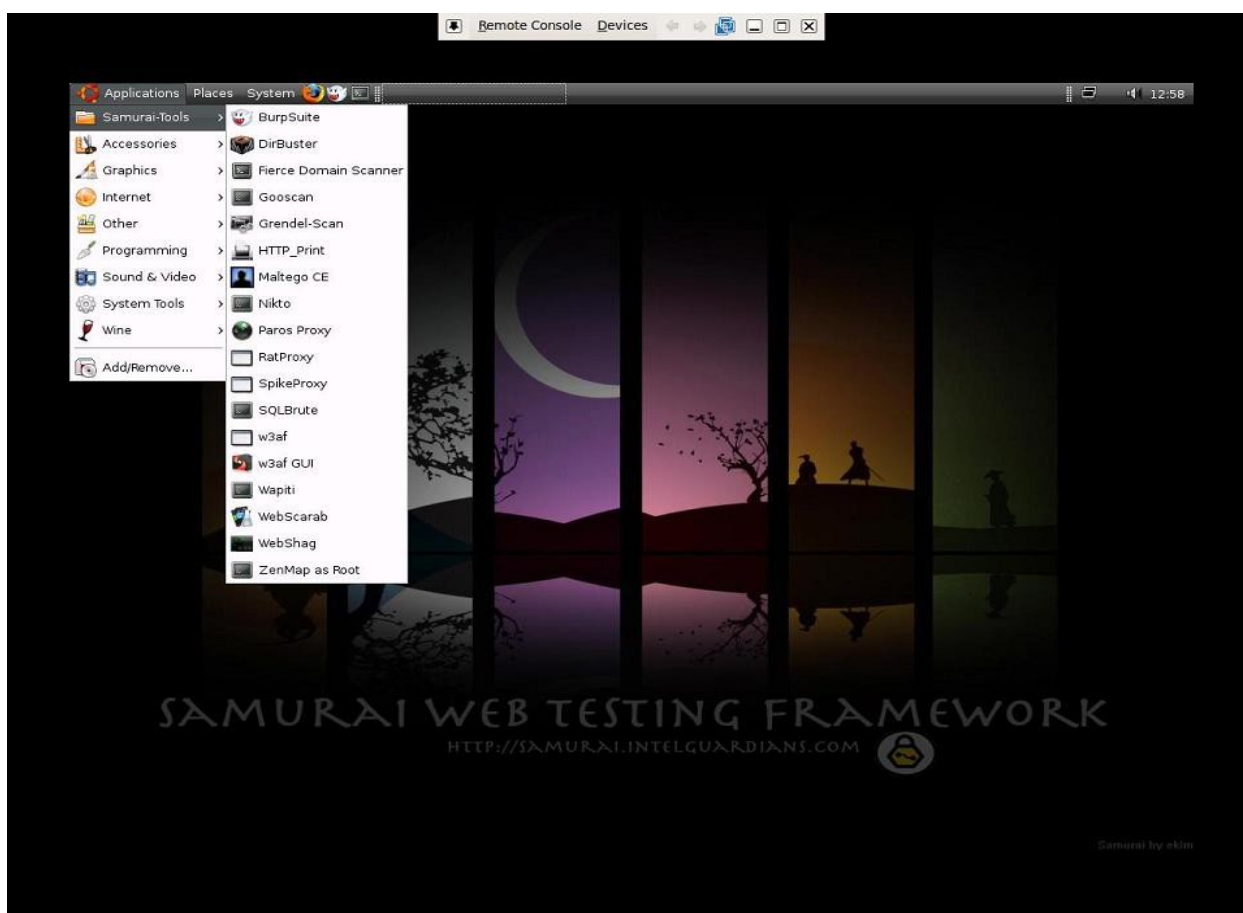 Remote Console Devices
Applications Places System 12:58
Samurai-Tools
Accessories
Graphics
Internet
Other
Programming
Sound & Video
System Tools
Wine
Add/Remove...
BurpSuite
DirBuster
Fierce Domain Scanner
Gooscan
Grendel-Scan
HTTP_Print
Maltego CE
Nikto
Paros Proxy
RatProxy
SpikeProxy
SQLBrute
w3af
w3af GUI
Wapiti
WebScarab
WebShag
ZenMap as Root
SAMURAI WEB TESTING FRAMEWORK
HTTP://SAMURAI.INTELGUARDIANS.COM
Samurai by ekim